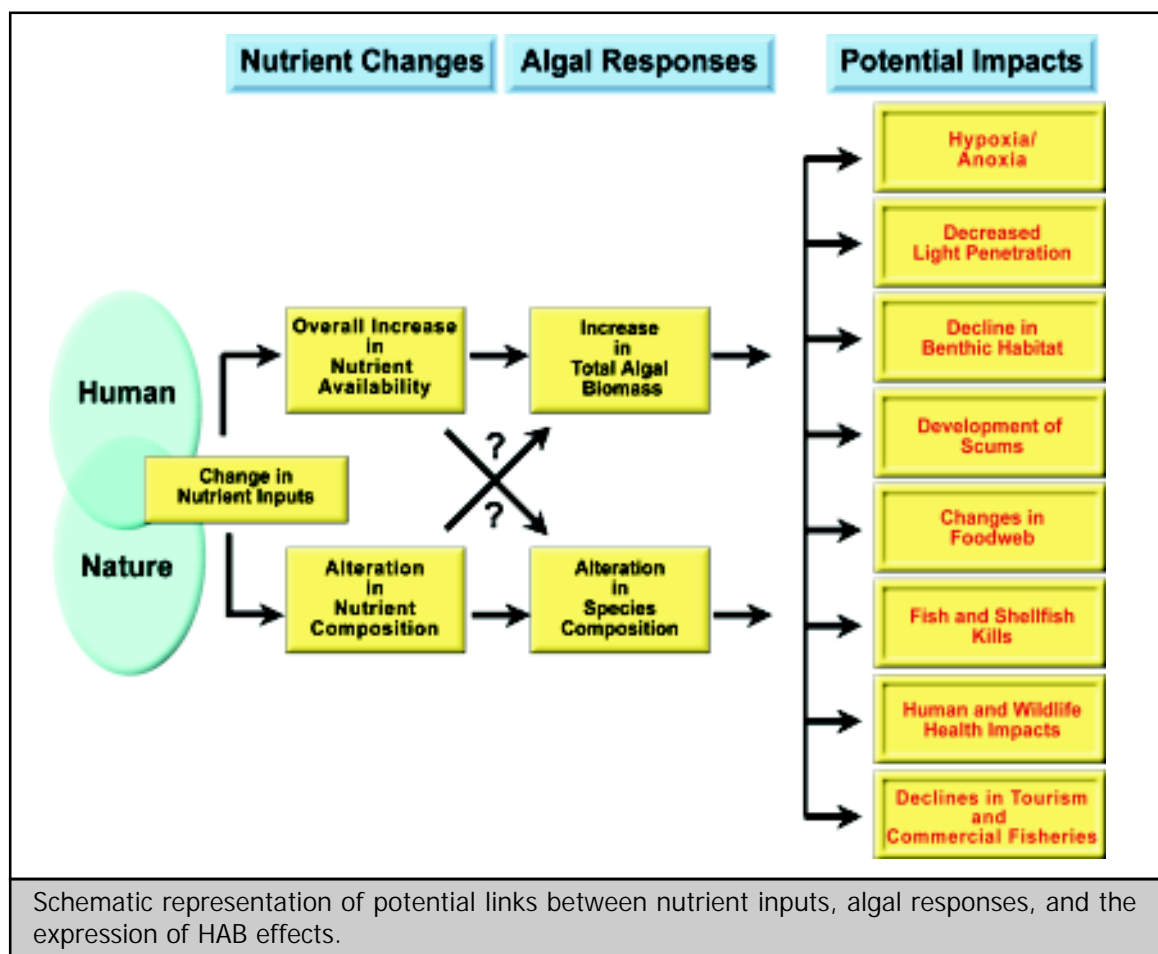 Nutrient Changes
Algal Responses
Potential Impacts
Human
Nature
Change in
Nutrient Inputs
Overall Increase
in
Nutrient
Availability
Alteration
in
Nutrient
Composition
?
?
Increase
in
Total Algal
Biomass
Alteration
in
Species
Composition
Hypoxia/
Anoxia
Decreased
Light Penetration
Decline in
Benthic Habitat
Development of
Scums
Changes in
Foodweb
Fish and Shellfish
Kills
Human and Wildlife
Health Impacts
Declines in Tourism
and
Commercial Fisheries
Schematic representation of potential links between nutrient inputs, algal responses, and the
expression of HAB effects.